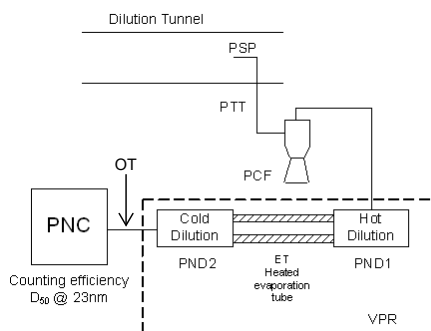 Dilution Tunnel
PSP
PTT
PCF
OT
PNC
Cold
Dilution
Hot
Dilution
PND2
ET
Heated
evaporation
tube
PND1
Counting efficiency
D50 @ 23nm
VPR